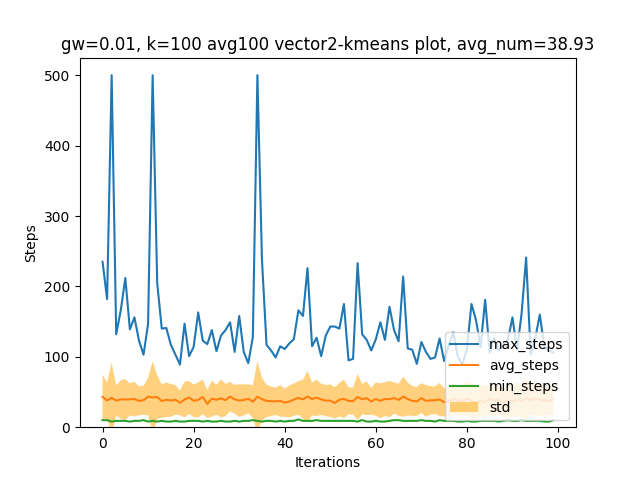 gw=0.01, k=100 avg100 vector2-kmeans plot, avg_num=38.93
500
400
300
200
100
0
Steps
0
20
40
60
80
100
Iterations
max_steps
avg_steps
min_steps
std